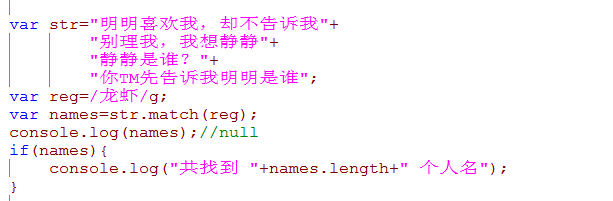 var str="明明喜欢我，却不告诉我"+
"别理我，我想静静"+
"静静是谁？"+
"你TM先告诉我明明是谁";
var reg=/龙虾/g;
var names=str.match(reg);
console.log(names);//null
if(names){
console.log("共找到 "+names.length+" 个人名");
}